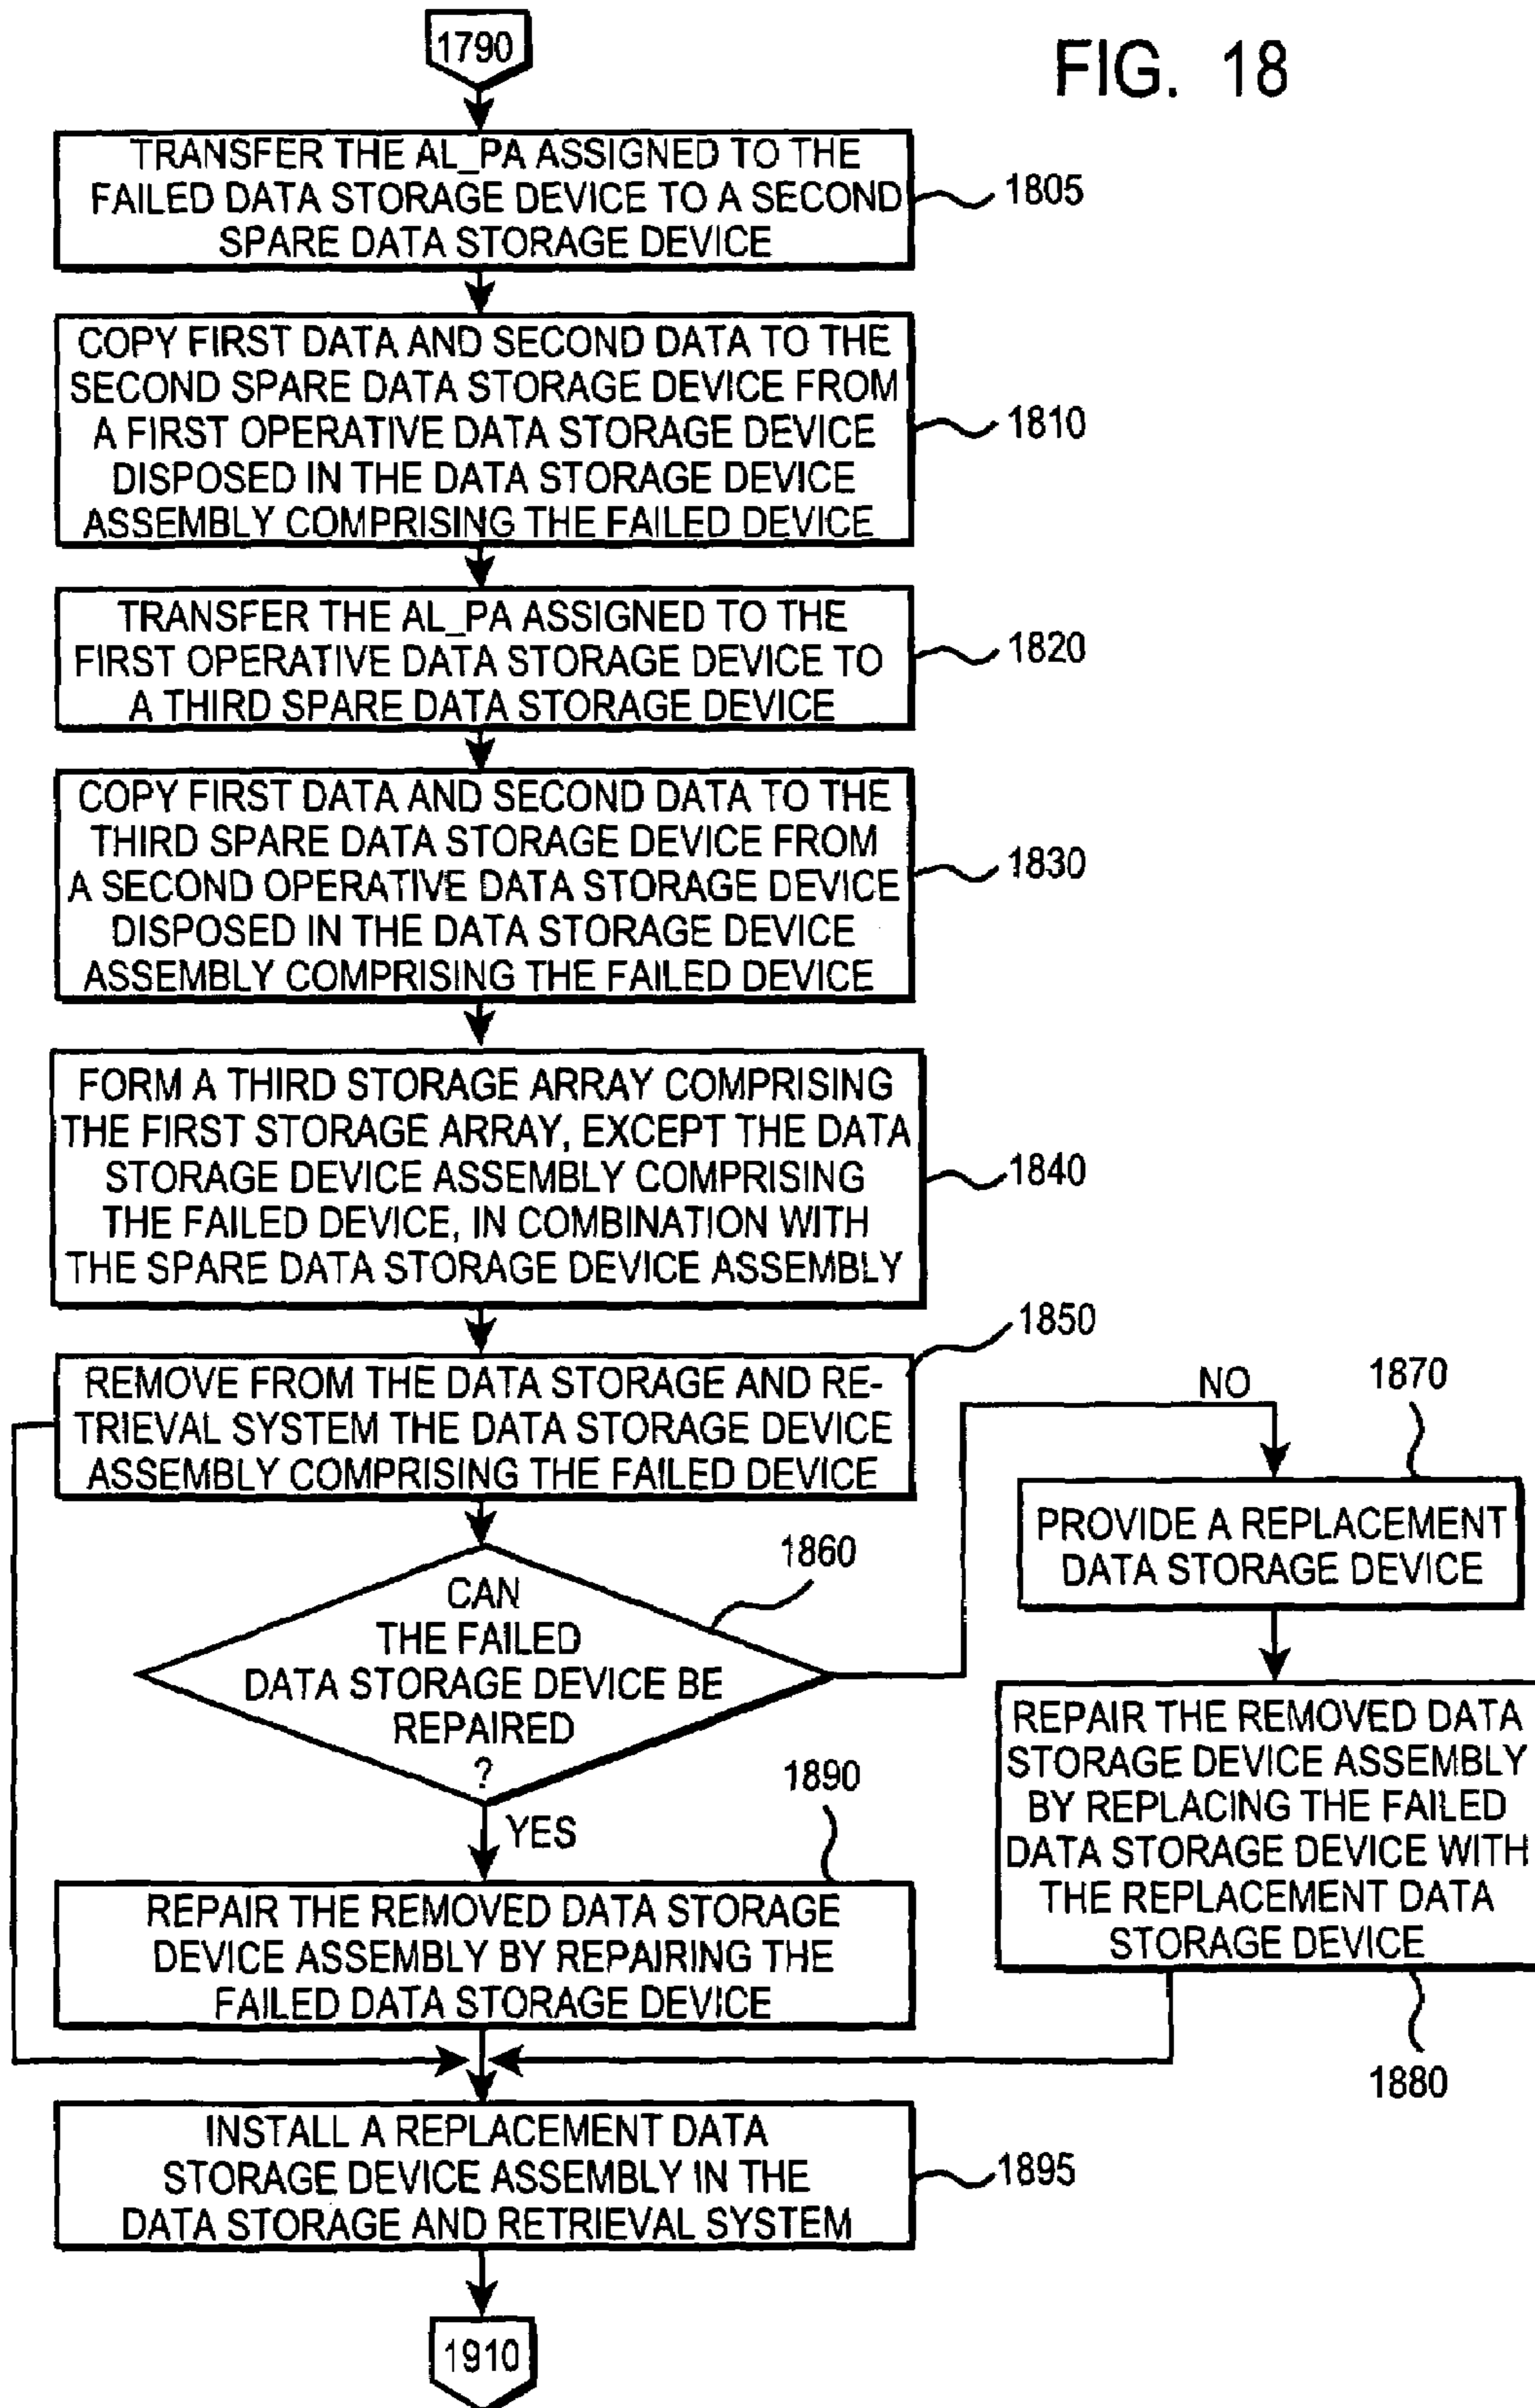 1790
FIG. 18
TRANSFER THE AL_PA ASSIGNED TO THE
FAILED DATA STORAGE DEVICE TO A SECOND
SPARE DATA STORAGE DEVICE
1805
COPY FIRST DATA AND SECOND DATA TO THE
SECOND SPARE DATA STORAGE DEVICE FROM
A FIRST OPERATIVE DATA STORAGE DEVICE
DISPOSED IN THE DATA STORAGE DEVICE
ASSEMBLY COMPRISING THE FAILED DEVICE
1810
TRANSFER THE AL_PA ASSIGNED TO THE
FIRST OPERATIVE DATA STORAGE DEVICE TO
A THIRD SPARE DATA STORAGE DEVICE
1820
COPY FIRST DATA AND SECOND DATA TO THE
THIRD SPARE DATA STORAGE DEVICE FROM
A SECOND OPERATIVE DATA STORAGE DEVICE
DISPOSED IN THE DATA STORAGE DEVICE
ASSEMBLY COMPRISING THE FAILED DEVICE
1830
FORM A THIRD STORAGE ARRAY COMPRISING
THE FIRST STORAGE ARRAY, EXCEPT THE DATA
STORAGE DEVICE ASSEMBLY COMPRISING
THE FAILED DEVICE, IN COMBINATION WITH
THE SPARE DATA STORAGE DEVICE ASSEMBLY
1840
REMOVE FROM THE DATA STORAGE AND RE-
TRIEVAL SYSTEM THE DATA STORAGE DEVICE
ASSEMBLY COMPRISING THE FAILED DEVICE
1850
CAN
THE FAILED
DATA STORAGE DEVICE BE
REPAIRED
?
1860
NO
1870
PROVIDE A REPLACEMENT
DATA STORAGE DEVICE
REPAIR THE REMOVED DATA
STORAGE DEVICE ASSEMBLY
BY REPLACING THE FAILED
DATA STORAGE DEVICE WITH
THE REPLACEMENT DATA
STORAGE DEVICE
1880
YES
1890
REPAIR THE REMOVED DATA STORAGE
DEVICE ASSEMBLY BY REPAIRING THE
FAILED DATA STORAGE DEVICE
INSTALL A REPLACEMENT DATA
STORAGE DEVICE ASSEMBLY IN THE
DATA STORAGE AND RETRIEVAL SYSTEM
1895
1910